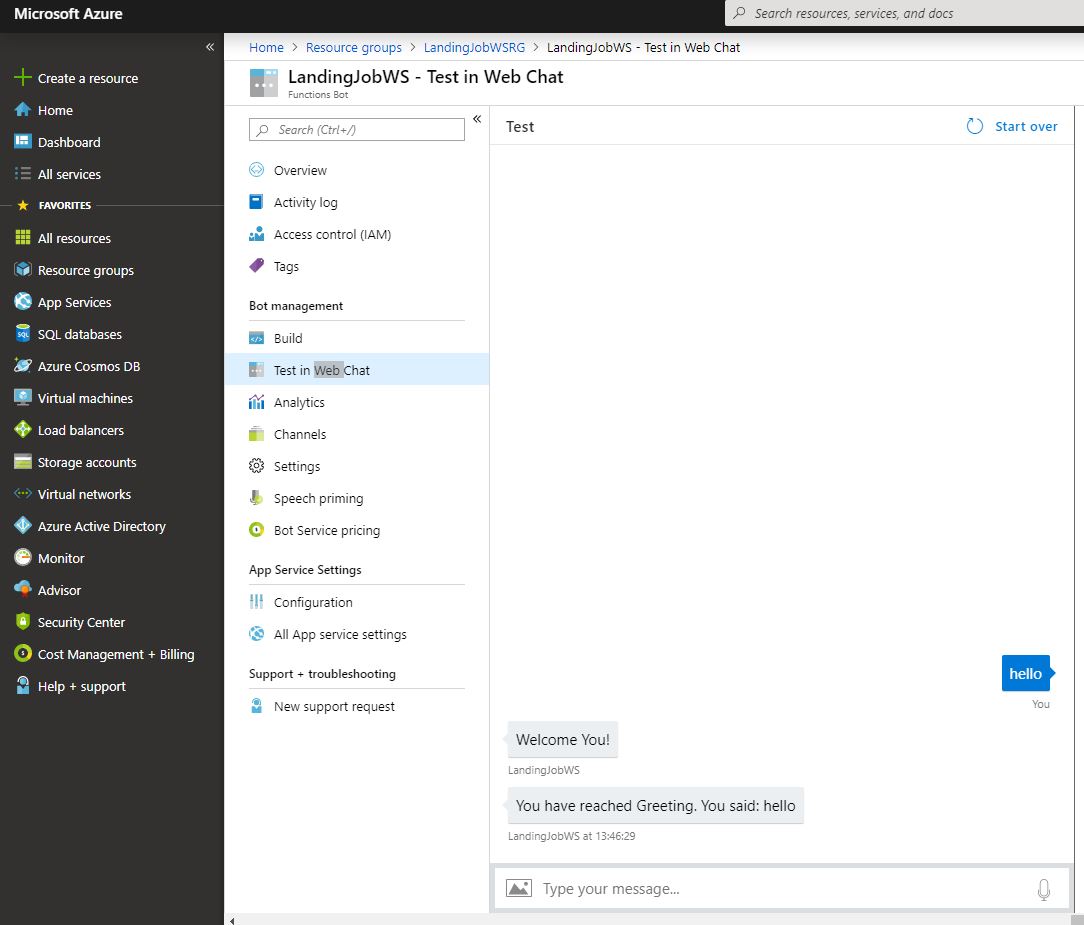 Microsoft Azure
Search resources, services, and docs
«
Create a resource
Home
Dashboard
All services
FAVORITES
All resources
Resource groups
App Services
SQL databases
Azure Cosmos DB
Virtual machines
Load balancers
Storage accounts
Virtual networks
Azure Active Directory
Monitor
Advisor
Security Center
Cost Management + Billing
Help + support
Home > Resource groups > LandingJobWSRG > LandingJobWS - Test in Web Chat
LandingJobWS - Test in Web Chat
Functions Bot
Search (Ctrl+/)
«
Overview
Activity log
Access control (IAM)
Tags
Bot management
Build
Test in Web Chat
Analytics
Channels
Settings
Speech priming
Bot Service pricing
App Service Settings
Configuration
All App service settings
Support + troubleshooting
New support request
Test
Start over
hello
You
Welcome You!
LandingJobWS
You have reached Greeting. You said: hello
LandingJobWS at 13:46:29
Type your message...